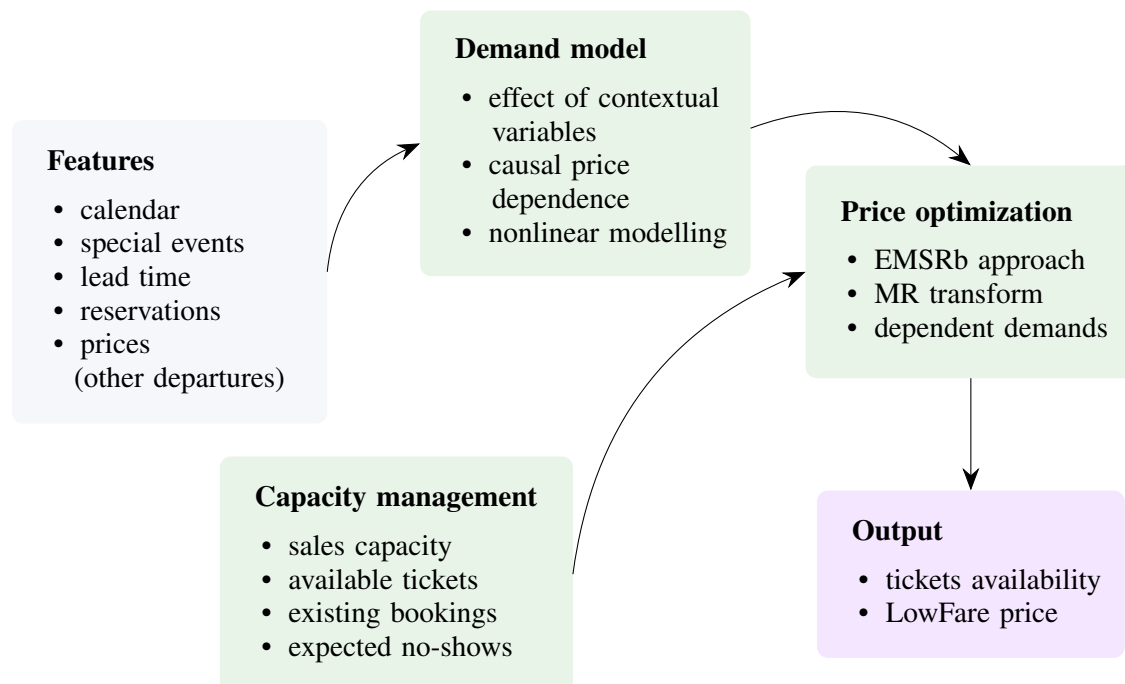 Demand model
• effect of contextual
variables
• causal price
dependence
• nonlinear modelling
Features
• calendar
• special events
• lead time
• reservations
• prices
(other departures)
Price optimization
• EMSRb approach
• MR transform
• dependent demands
Capacity management
• sales capacity
• available tickets
• existing bookings
• expected no-shows
Output
• tickets availability
• LowFare price